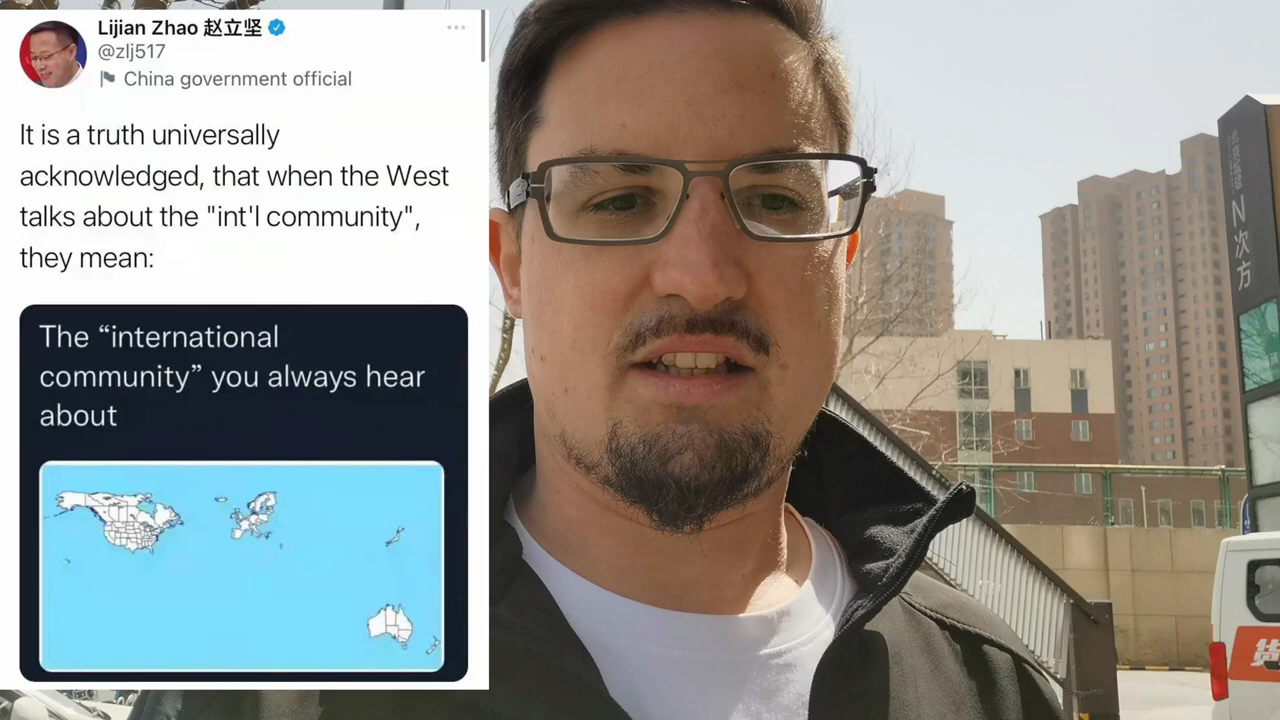 Lijian Zhao 赵立坚
@zlj517
China government official
It is a truth universally
acknowledged, that when the West
talks about the "int'l community",
they mean:
The “international
community” you always hear
about
N次方
货